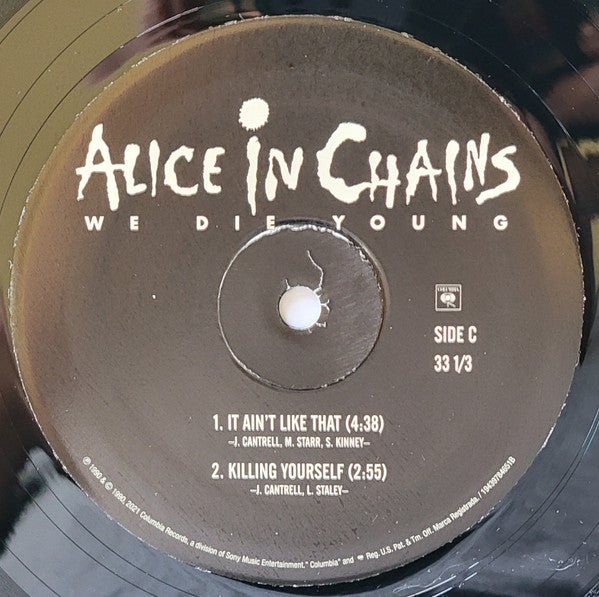 ALICE IN CHAINS
WE DIE YOUNG
COLUMBIA
SIDE C
33 1/3
1. IT AIN'T LIKE THAT (4:38)
–J. CANTRELL, M. STARR, S. KINNEY–
2. KILLING YOURSELF (2:55)
–J. CANTRELL, L. STALEY–
℗ 1990 & © 1990, 2021 Columbia Records, a division of Sony Music Entertainment. "Columbia" and Reg. U.S. Pat. & Tm. Off. Marca Registrada. / 19439784651B